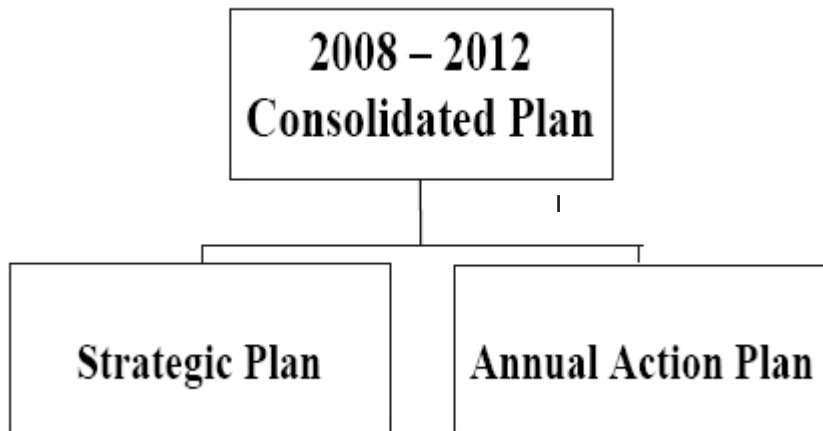 2008 – 2012
Consolidated Plan
Strategic Plan
Annual Action Plan